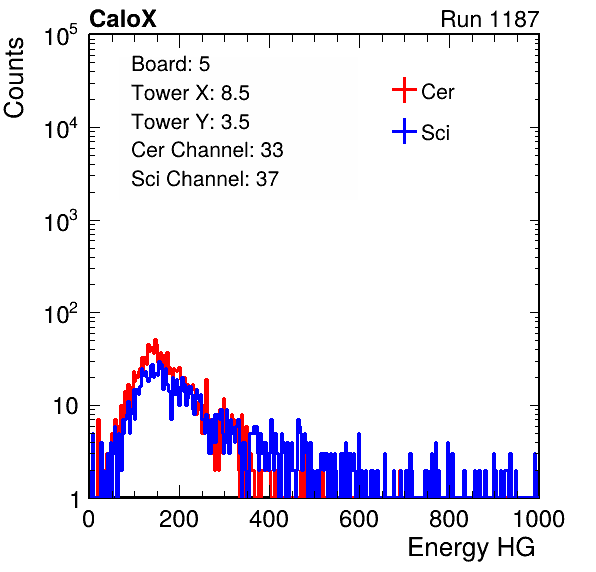 CaloX Run 1187
Counts
10^5
10^4
10^3
10^2
10
1
Board: 5
Tower X: 8.5
Tower Y: 3.5
Cer Channel: 33
Sci Channel: 37
Cer
Sci
0 200 400 600 800 1000
Energy HG